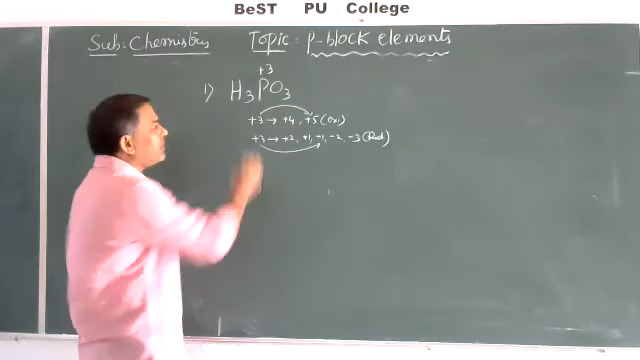 BeST PU College
Sub: Chemistry Topic: P-block elements
+3
1) H3PO3
+3 → +4, +5 (Oxi)
+3 → +2, +1, -1, -2, -3 (Red)